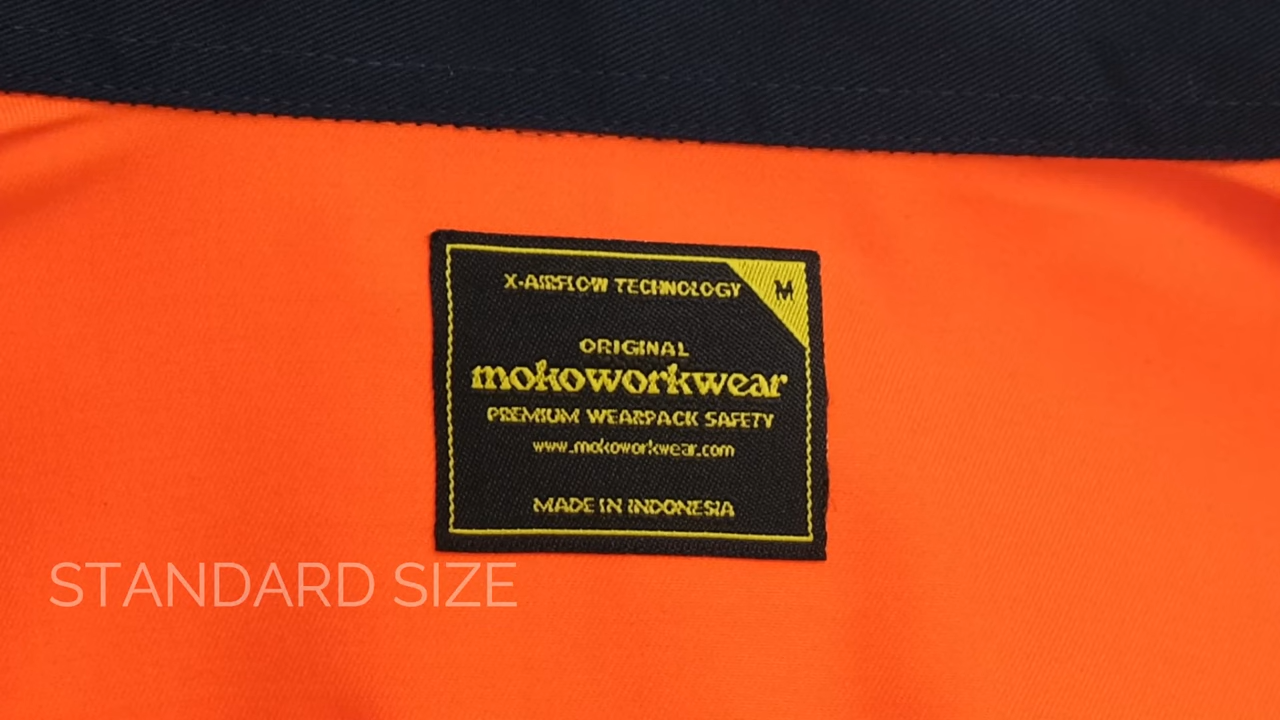 X-AIRFLOW TECHNOLOGY
M
ORIGINAL
mokoworkwear
PREMIUM WEARPACK SAFETY
www.mokoworkwear.com
MADE IN INDONESIA
STANDARD SIZE